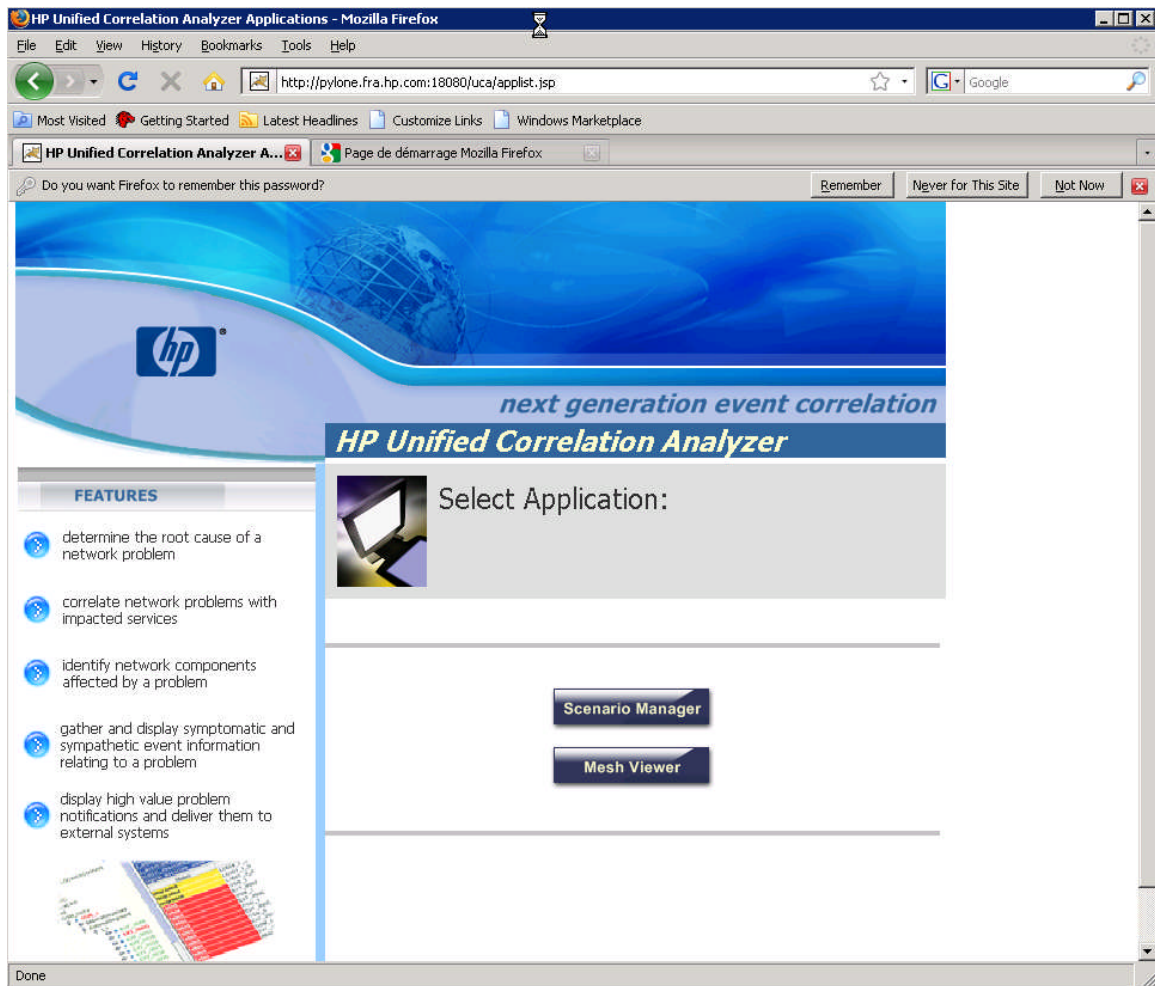 HP Unified Correlation Analyzer Applications - Mozilla Firefox
File Edit View History Bookmarks Tools Help
http://pylone.fra.hp.com:18080/uca/applist.jsp
G Google
Most Visited Getting Started Latest Headlines Customize Links Windows Marketplace
HP Unified Correlation Analyzer A... Page de démarrage Mozilla Firefox
Do you want Firefox to remember this password? Remember Never for This Site Not Now
hp
next generation event correlation
HP Unified Correlation Analyzer
FEATURES
determine the root cause of a
network problem
correlate network problems with
impacted services
identify network components
affected by a problem
gather and display symptomatic and
sympathetic event information
relating to a problem
display high value problem
notifications and deliver them to
external systems
Select Application:
Scenario Manager
Mesh Viewer
Done